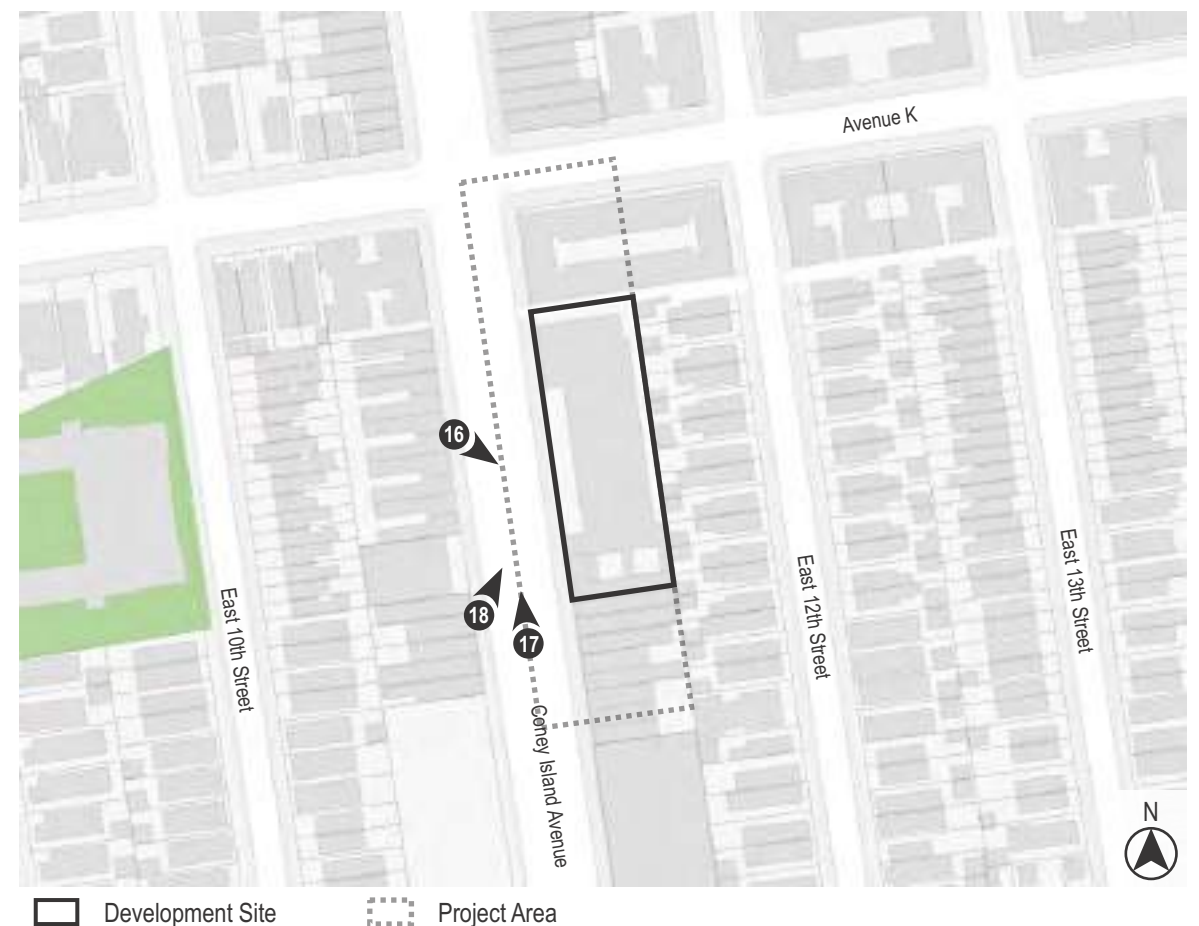 Avenue K
16
18
17
East 10th Street
East 12th Street
East 13th Street
Coney Island Avenue
N
Development Site
Project Area